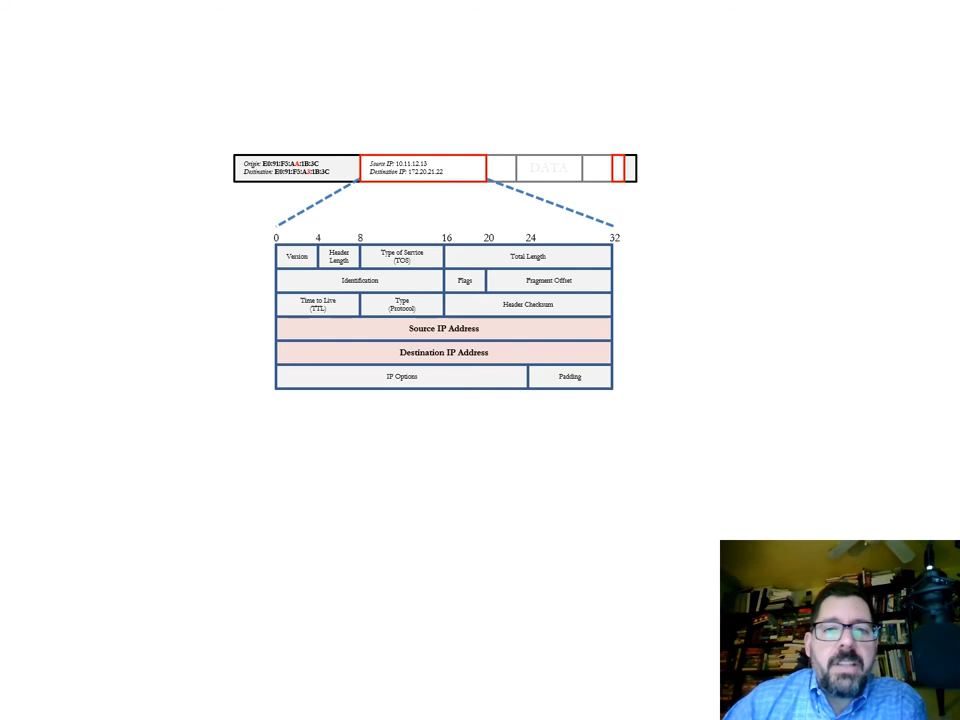 Origin: E0:91:F5:AA:1B:3C
Destination: E0:91:F5:A3:1B:3C
Source IP: 10.11.12.13
Destination IP: 172.20.21.22
DATA
0 4 8 16 20 24 32
Version
Header
Length
Type of Service
(TOS)
Total Length
Identification
Flags
Fragment Offset
Time to Live
(TTL)
Type
(Protocol)
Header Checksum
Source IP Address
Destination IP Address
IP Options
Padding